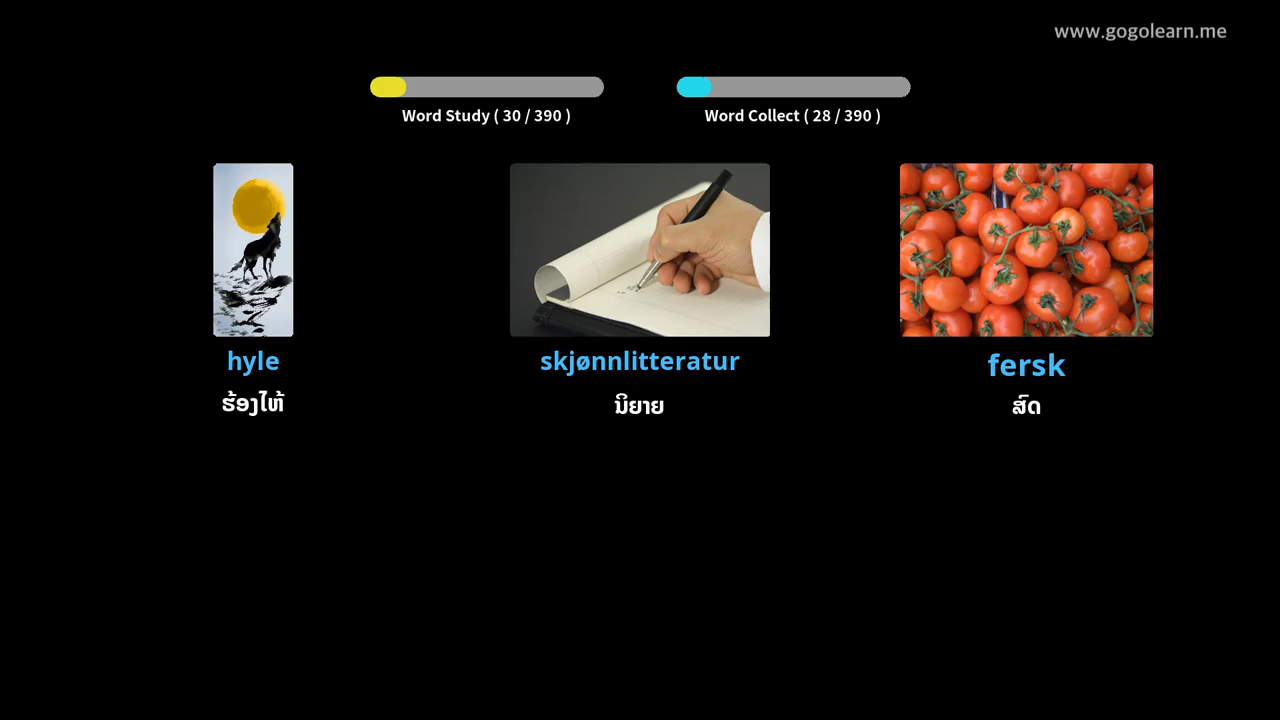 www.gogolearn.me
Word Study ( 30 / 390 )
Word Collect ( 28 / 390 )
hyle
skjønnlitteratur
fersk
ຮ້ອງໄຫ້
ນິຍາຍ
ສົດ